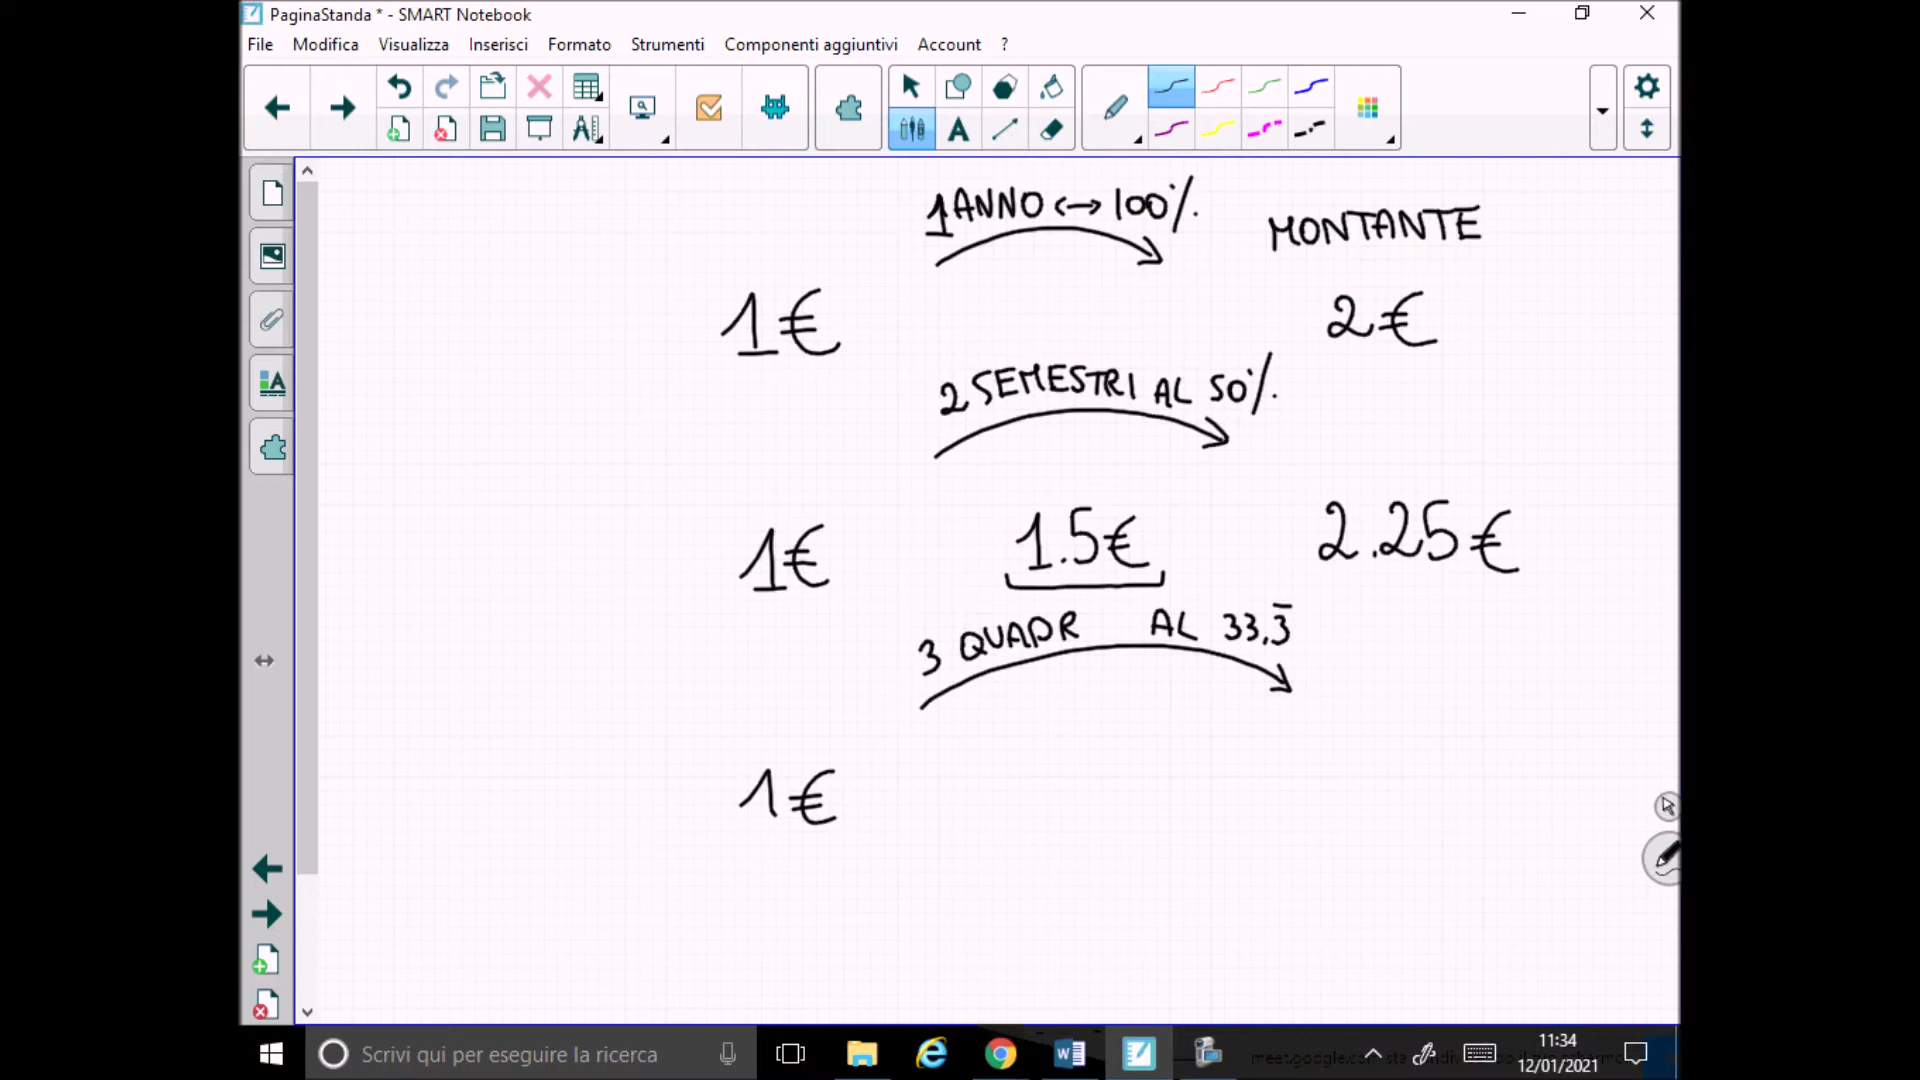 PaginaStanda * - SMART Notebook
File Modifica Visualizza Inserisci Formato Strumenti Componenti aggiuntivi Account ?
1 ANNO <-> 100%
MONTANTE
1€ 2€
2 SEMESTRI AL 50%
1€ 1.5€ 2.25€
3 QUADR AL 33,3̅
1€
Scrivi qui per eseguire la ricerca
11:34
12/01/2021